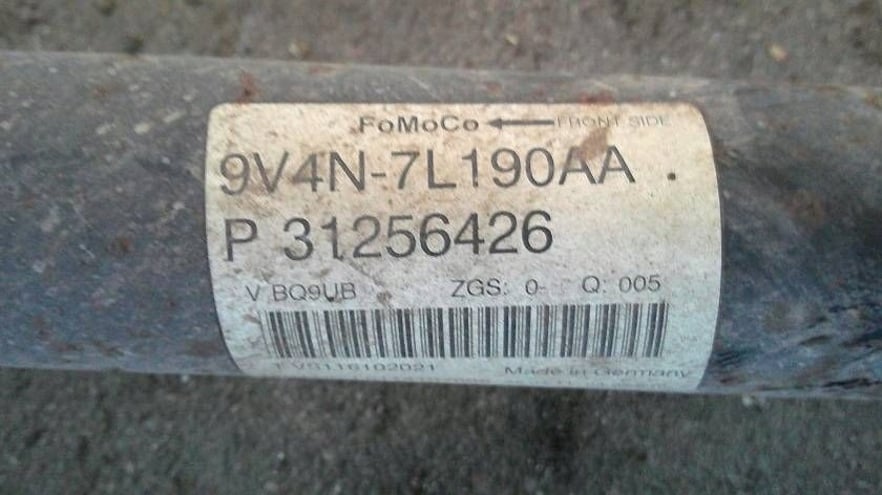 FoMoCo FRONT SIDE
9V4N-7L190AA .
P 31256426
V BQ9UB ZGS: 0- Q: 005
Made in Germany